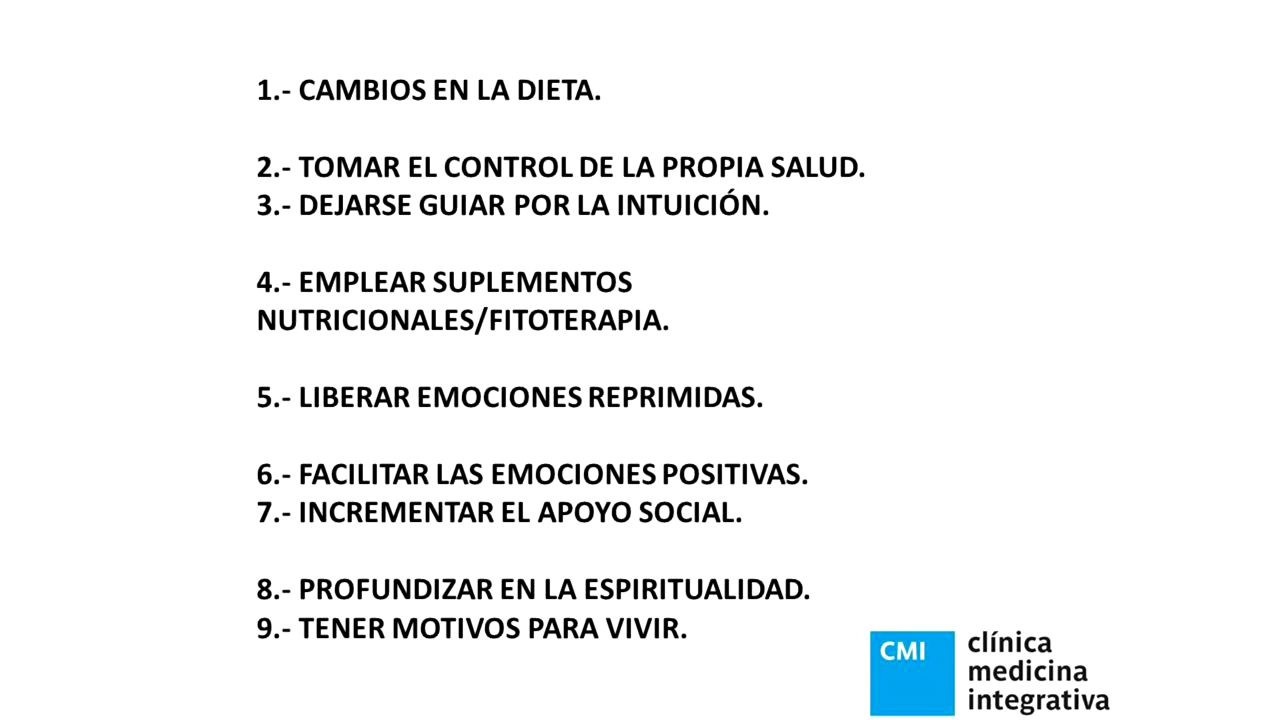 1.- CAMBIOS EN LA DIETA.
2.- TOMAR EL CONTROL DE LA PROPIA SALUD.
3.- DEJARSE GUIAR POR LA INTUICIÓN.
4.- EMPLEAR SUPLEMENTOS
NUTRICIONALES/FITOTERAPIA.
5.- LIBERAR EMOCIONES REPRIMIDAS.
6.- FACILITAR LAS EMOCIONES POSITIVAS.
7.- INCREMENTAR EL APOYO SOCIAL.
8.- PROFUNDIZAR EN LA ESPIRITUALIDAD.
9.- TENER MOTIVOS PARA VIVIR.
CMI
clínica
medicina
integrativa